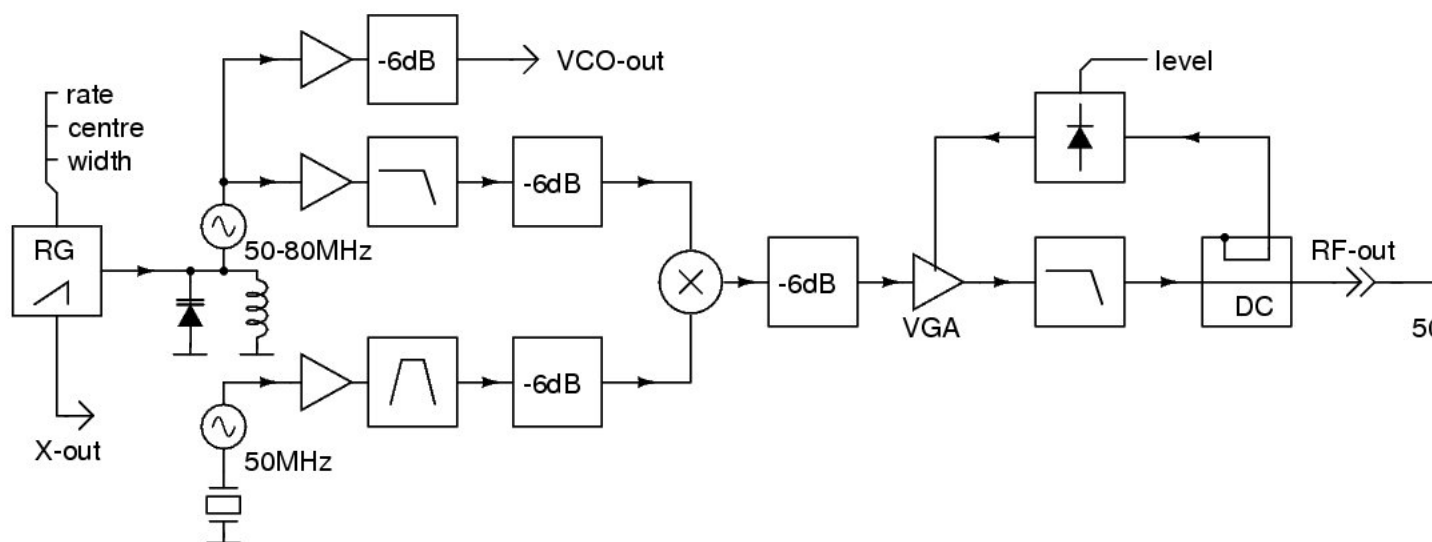 -6dB
VCO-out
level
rate
centre
width
-6dB
RG
50-80MHz
-6dB
VGA
RF-out
DC
50
-6dB
X-out
50MHz